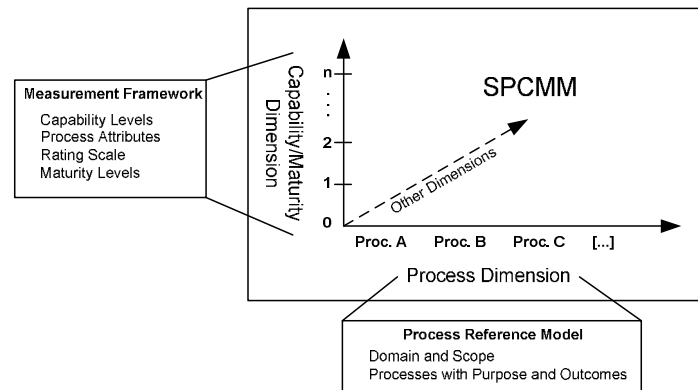 Measurement Framework
Capability Levels
Process Attributes
Rating Scale
Maturity Levels
Capability/Maturity
Dimension
n
.
.
.
2
1
0
SPCMM
Other Dimensions
Proc. A Proc. B Proc. C [...]
Process Dimension
Process Reference Model
Domain and Scope
Processes with Purpose and Outcomes